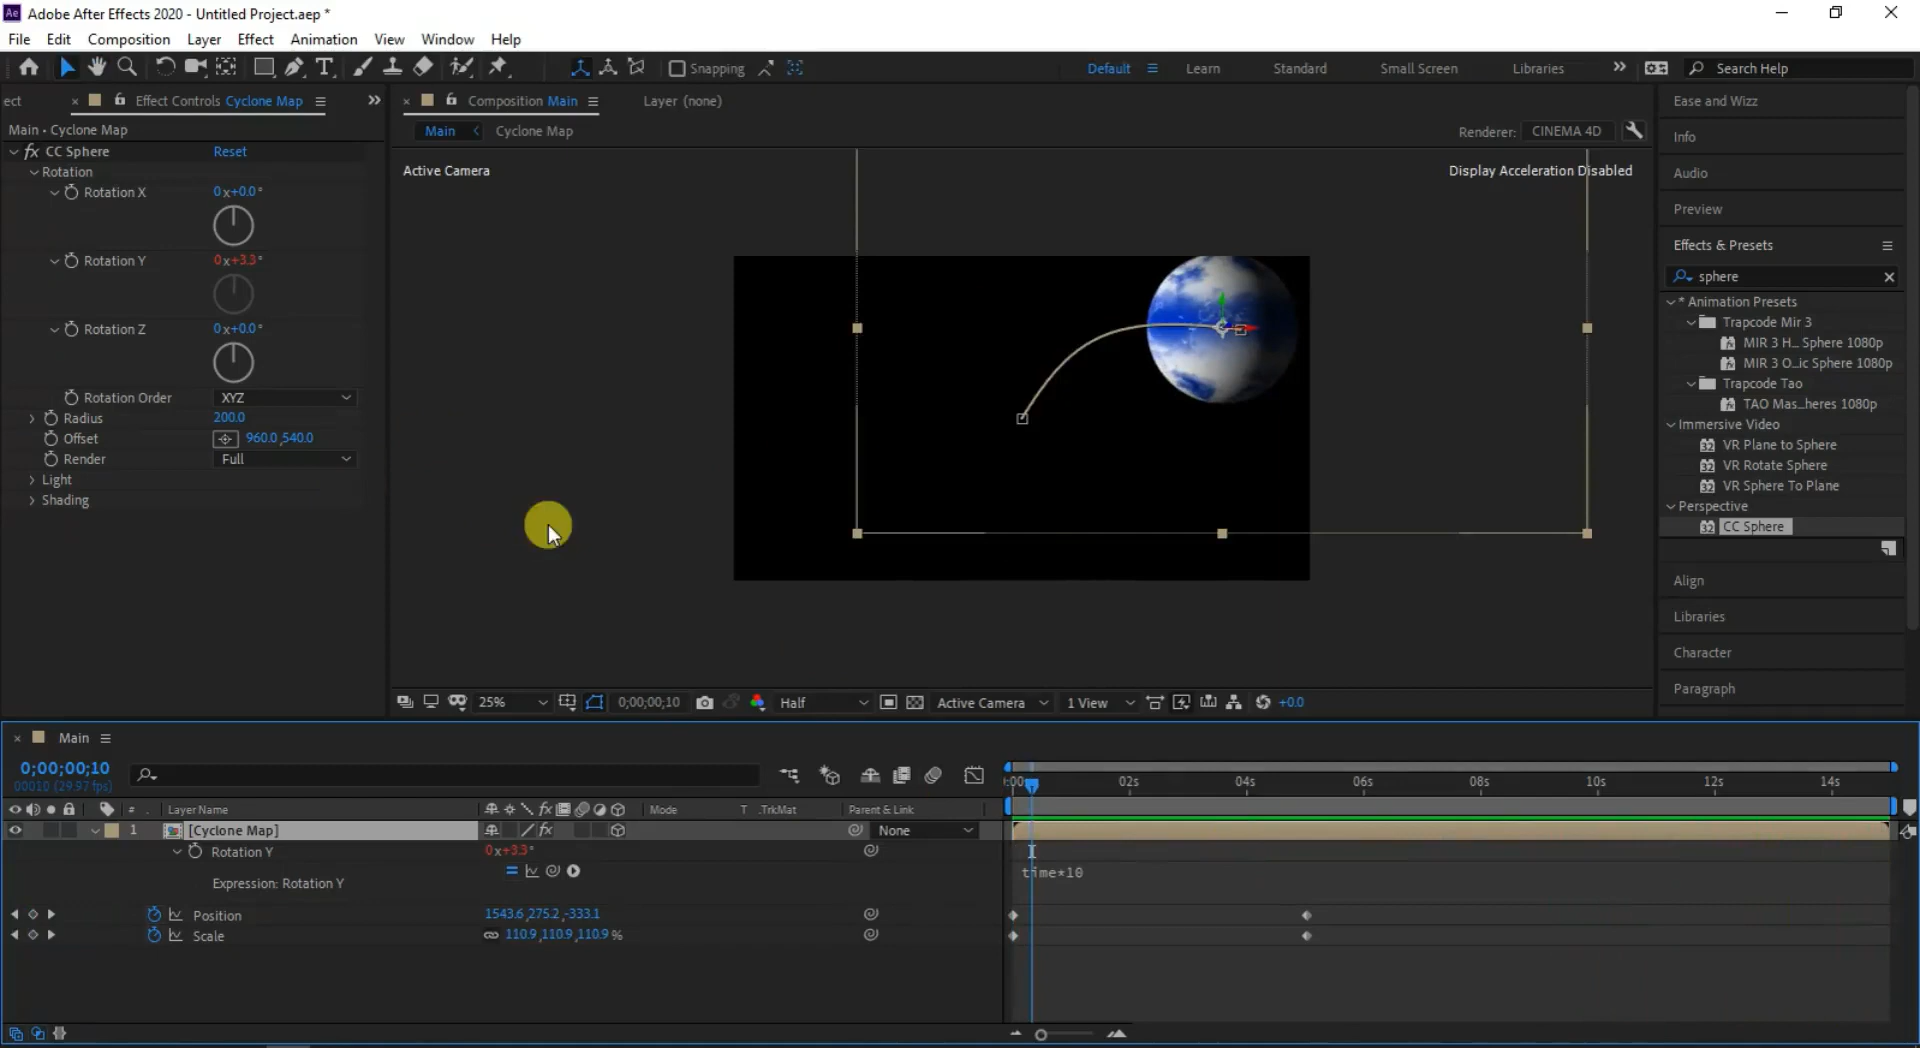 Adobe After Effects 2020 - Untitled Project.aep *
File Edit Composition Layer Effect Animation View Window Help
Snapping
Default Learn Standard Small Screen Libraries
Search Help
ect
Effect Controls Cyclone Map
Main • Cyclone Map
CC Sphere Reset
Rotation
Rotation X 0x+0.0°
Rotation Y 0x+3.3°
Rotation Z 0x+0.0°
Rotation Order XYZ
Radius 200.0
Offset 960.0,540.0
Render Full
Light
Shading
Composition Main
Layer (none)
Main Cyclone Map
Renderer: CINEMA 4D
Active Camera
Display Acceleration Disabled
25% 0;00;00;10 Half Active Camera 1 View +0.0
Ease and Wizz
Info
Audio
Preview
Effects & Presets
sphere
* Animation Presets
Trapcode Mir 3
MIR 3 H_ Sphere 1080p
MIR 3 O_ic Sphere 1080p
Trapcode Tao
TAO Mas_heres 1080p
Immersive Video
VR Plane to Sphere
VR Rotate Sphere
VR Sphere To Plane
Perspective
CC Sphere
Align
Libraries
Character
Paragraph
Main
0;00;00;10
00010 (29.97 fps)
:00s 02s 04s 06s 08s 10s 12s 14s
# Layer Name Mode T .TrkMat Parent & Link
1 [Cyclone Map] None
Rotation Y 0x+3.3°
Expression: Rotation Y
time*10
Position 1543.6,275.2,-333.1
Scale 110.9,110.9,110.9%